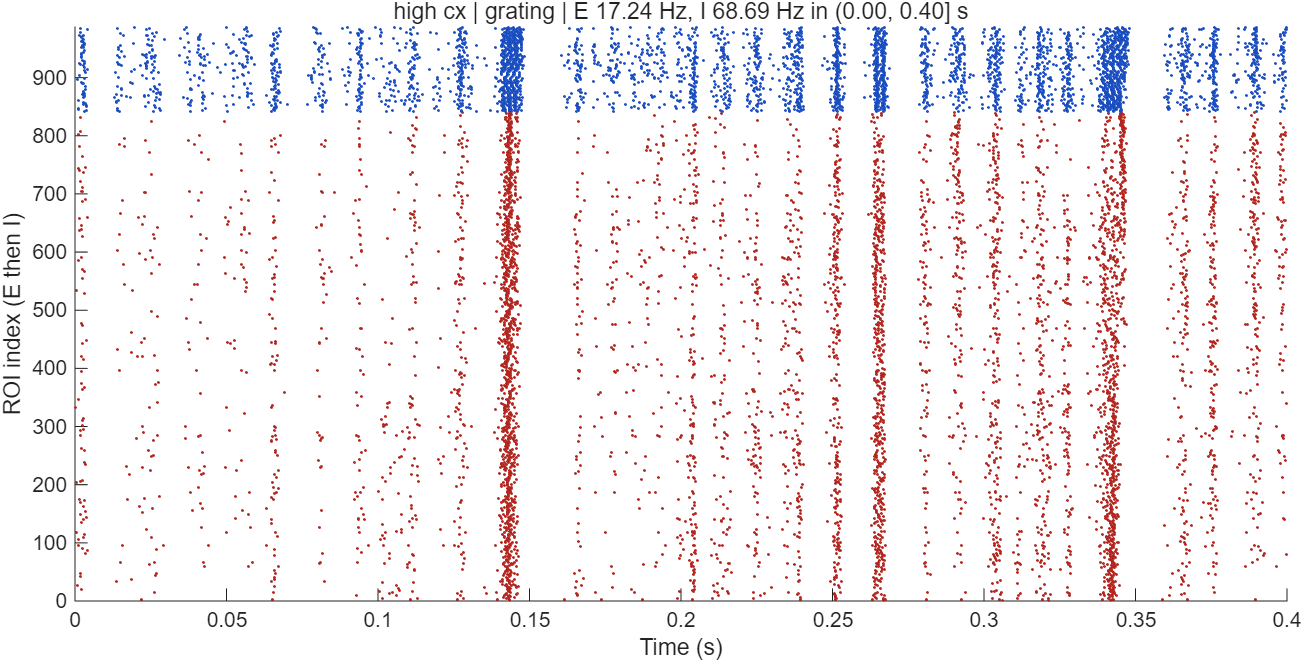 high cx | grating | E 17.24 Hz, I 68.69 Hz in (0.00, 0.40] s
ROI index (E then I)
900
800
700
600
500
400
300
200
100
0
0 0.05 0.1 0.15 0.2 0.25 0.3 0.35 0.4
Time (s)